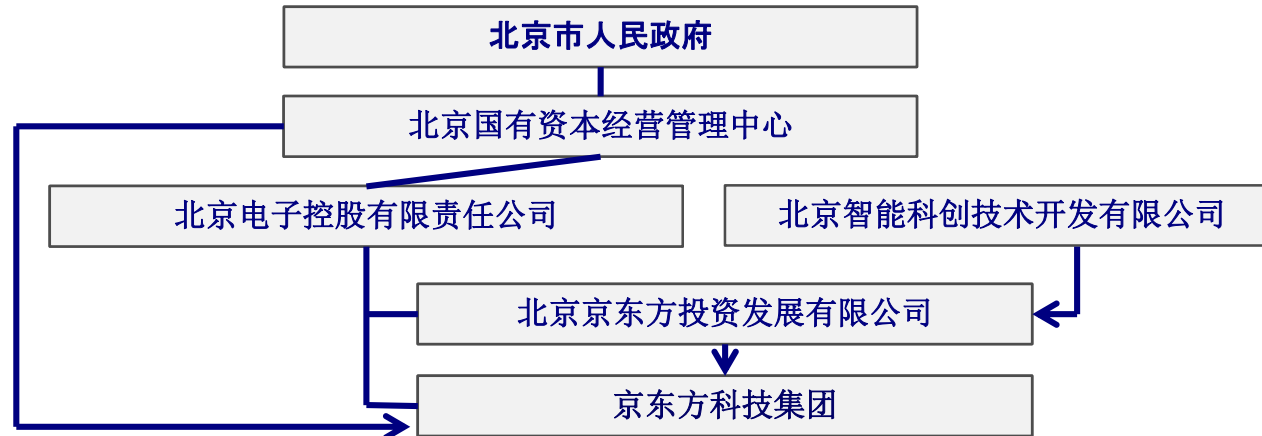 北京市人民政府
北京国有资本经营管理中心
北京电子控股有限责任公司
北京智能科创技术开发有限公司
北京京东方投资发展有限公司
京东方科技集团